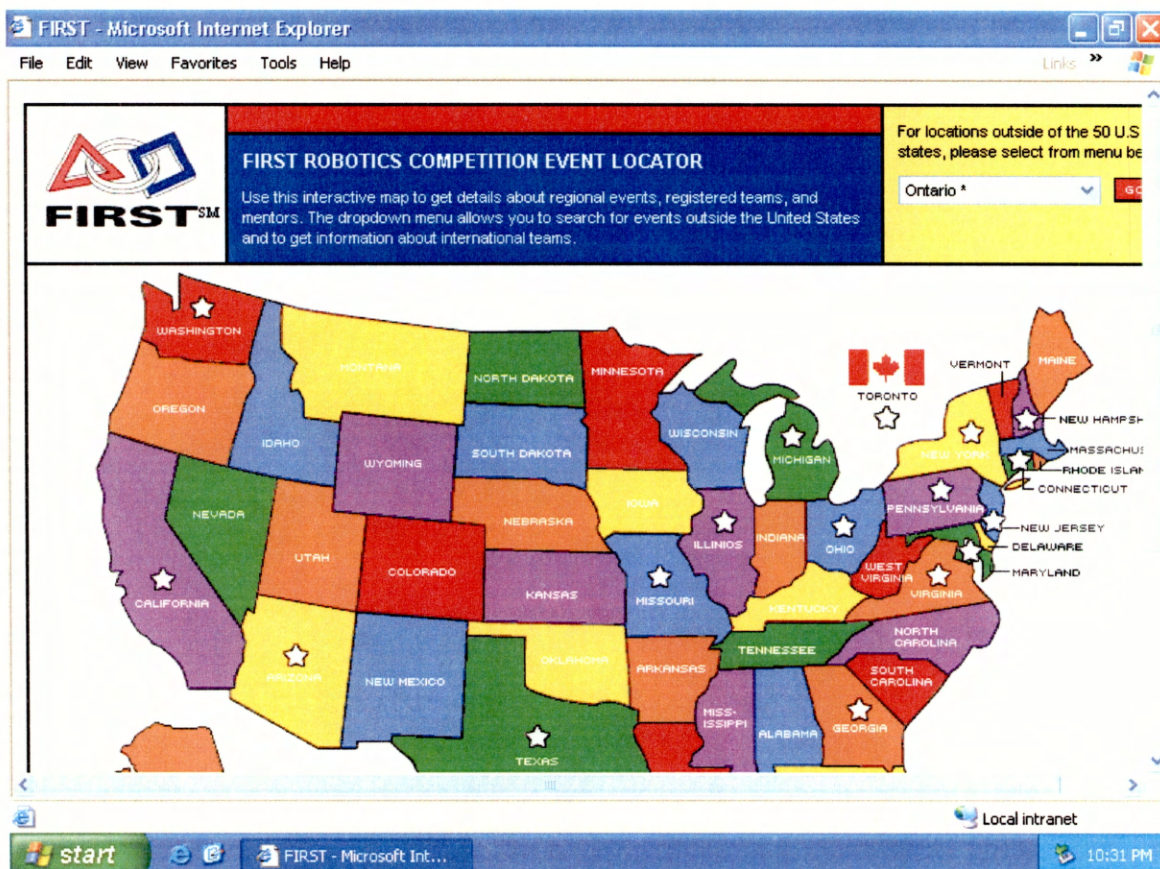 FIRST - Microsoft Internet Explorer
File Edit View Favorites Tools Help
Links »
FIRST SM
FIRST ROBOTICS COMPETITION EVENT LOCATOR
Use this interactive map to get details about regional events, registered teams, and
mentors. The dropdown menu allows you to search for events outside the United States
and to get information about international teams.
For locations outside of the 50 U.S
states, please select from menu be
Ontario *
GO
WASHINGTON
MONTANA
NORTH DAKOTA
MINNESOTA
VERMONT
MAINE
OREGON
IDAHO
TORONTO
WISCONSIN
NEW HAMPSH
WYOMING
SOUTH DAKOTA
MICHIGAN
NEW YORK
MASSACHUS
RHODE ISLAN
CONNECTICUT
NEVADA
NEBRASKA
IOWA
PENNSYLVANIA
NEW JERSEY
UTAH
COLORADO
ILLINIOS
INDIANA
OHIO
DELAWARE
MARYLAND
WEST
VIRGINIA
VIRGINIA
CALIFORNIA
KANSAS
MISSOURI
KENTUCKY
NORTH
CAROLINA
TENNESSEE
ARIZONA
NEW MEXICO
OKLAHOMA
ARKANSAS
SOUTH
CAROLINA
MISS-
ISSIPPI
ALABAMA
GEORGIA
TEXAS
Local intranet
start
FIRST - Microsoft Int...
10:31 PM